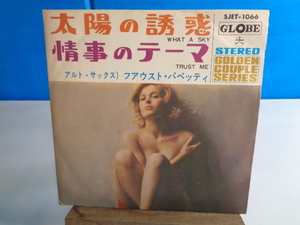 SJET-1066
太陽の誘惑
WHAT A SKY
GLOBE
情事のテーマ
TRUST ME
STEREO
GOLDEN
COUPLE
SERIES
アルト・サックス) フアウスト・パペッティ